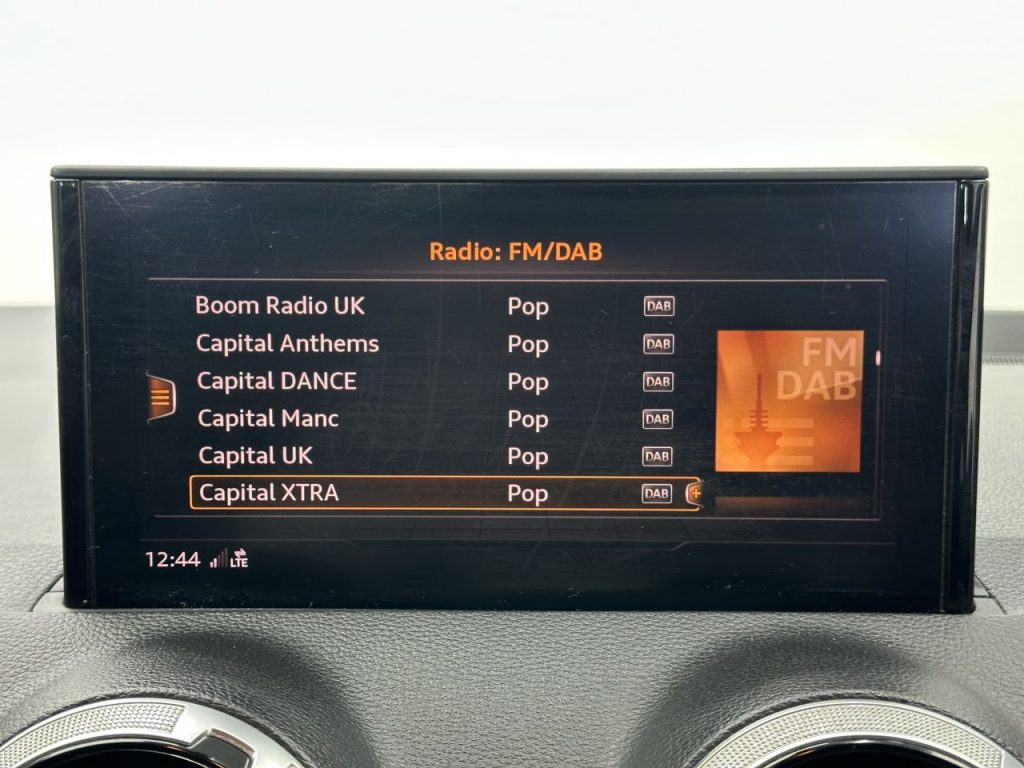 Radio: FM/DAB
Boom Radio UK Pop DAB
Capital Anthems Pop DAB
Capital DANCE Pop DAB
Capital Manc Pop DAB
Capital UK Pop DAB
Capital XTRA Pop DAB +
FM
DAB
12:44 LTE